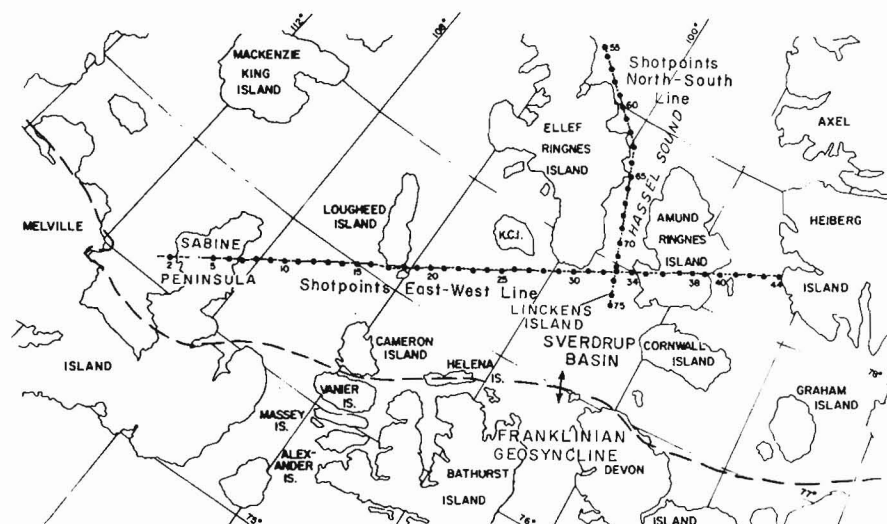 112°
108°
100°
MACKENZIE
KING
ISLAND
55
Shotpoints
North-South
Line
60
ELLEF
RINGNES
ISLAND
AXEL
HASSEL SOUND
65
MELVILLE
LOUGHEED
ISLAND
K.C.I.
AMUND
RINGNES
ISLAND
HEIBERG
ISLAND
SABINE
PENINSULA
70
2
5
10
15
20
25
30
34
38
40
44
Shotpoints, East-West Line
75
LINCKENS
ISLAND
SVERDRUP
BASIN
CORNWALL
ISLAND
CAMERON
ISLAND
HELENA
IS.
ISLAND
VANIER
IS.
78°
GRAHAM
ISLAND
MASSEY
IS.
ALEX-
ANDER
IS.
FRANKLINIAN
GEOSYNCLINE
BATHURST
ISLAND
DEVON
ISLAND
75°
76°
77°